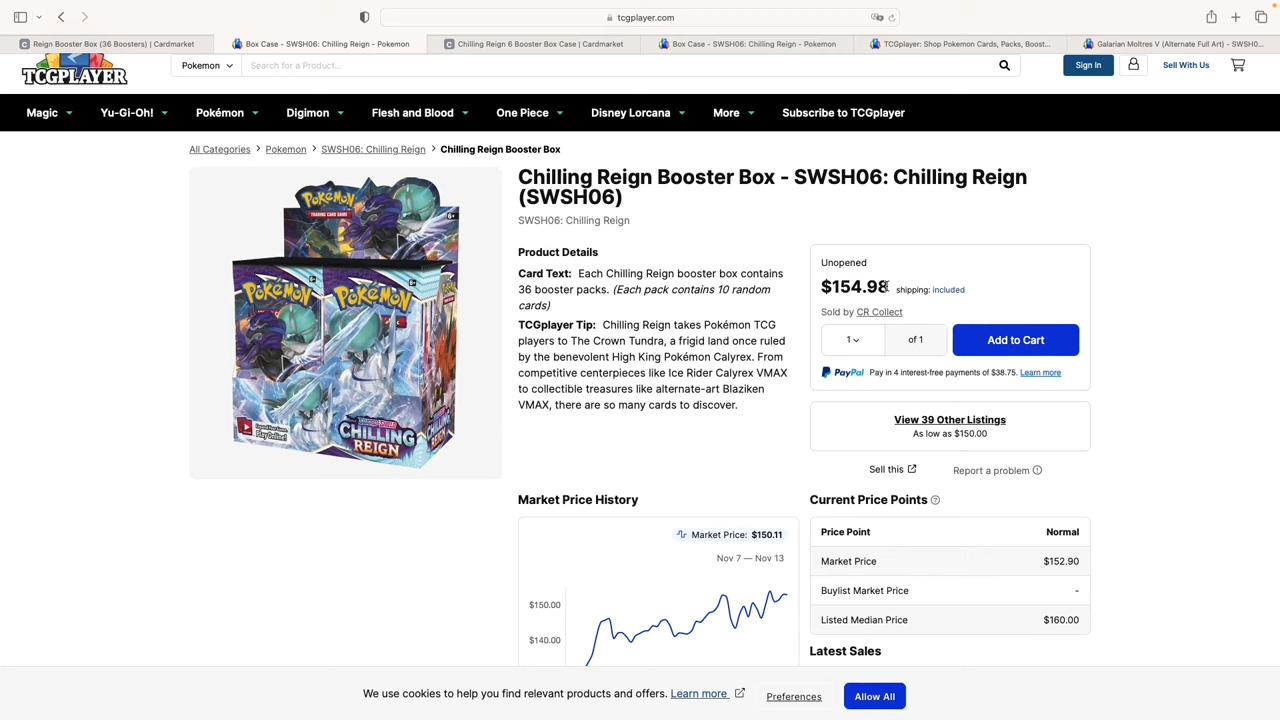 tcgplayer.com
Reign Booster Box (36 Boosters) | Cardmarket
Box Case - SWSH06: Chilling Reign - Pokemon
Chilling Reign 6 Booster Box Case | Cardmarket
Box Case - SWSH06: Chilling Reign - Pokemon
TCGplayer: Shop Pokemon Cards, Packs, Boost...
Galarian Moltres V (Alternate Full Art) - SWSH0...
TCGPLAYER
Pokemon
Search for a Product...
Sign In
Sell With Us
Magic
Yu-Gi-Oh!
Pokémon
Digimon
Flesh and Blood
One Piece
Disney Lorcana
More
Subscribe to TCGplayer
All Categories > Pokemon > SWSH06: Chilling Reign > Chilling Reign Booster Box
Pokémon
TRADING CARD GAME
6+
Pokémon
Pokémon
Play Online!
CHILLING
REIGN
Chilling Reign Booster Box - SWSH06: Chilling Reign
(SWSH06)
SWSH06: Chilling Reign
Product Details
Card Text: Each Chilling Reign booster box contains
36 booster packs. (Each pack contains 10 random
cards)
TCGplayer Tip: Chilling Reign takes Pokémon TCG
players to The Crown Tundra, a frigid land once ruled
by the benevolent High King Pokémon Calyrex. From
competitive centerpieces like Ice Rider Calyrex VMAX
to collectible treasures like alternate-art Blaziken
VMAX, there are so many cards to discover.
Unopened
$154.98 shipping: included
Sold by CR Collect
1 of 1
Add to Cart
PayPal Pay in 4 interest-free payments of $38.75. Learn more
View 39 Other Listings
As low as $150.00
Sell this
Report a problem
Market Price History
Market Price: $150.11
Nov 7 — Nov 13
$150.00
$140.00
Current Price Points
Price Point Normal
Market Price $152.90
Buylist Market Price -
Listed Median Price $160.00
Latest Sales
We use cookies to help you find relevant products and offers. Learn more
Preferences
Allow All